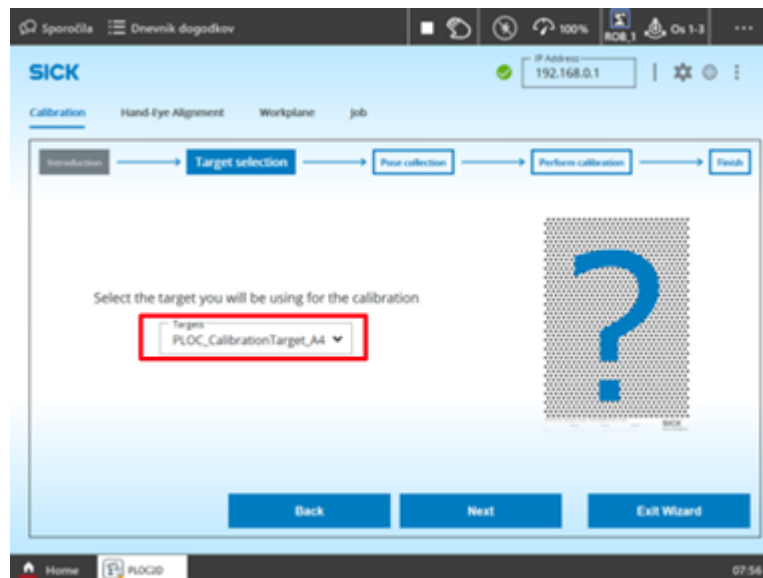 Sporočila Dnevnik dogodkov 100% ROB_1 Os 1-3
SICK
IP Address
192.168.0.1
Calibration Hand-Eye Alignment Workplane Job
Introduction Target selection Pose collection Perform calibration Finish
Select the target you will be using for the calibration
Targets
PLOC_CalibrationTarget_A4
SICK
Back Next Exit Wizard
Home PLOC2D 07:56